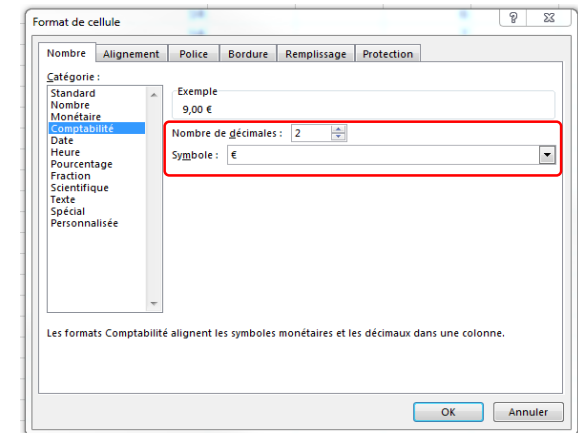 Format de cellule
Nombre Alignement Police Bordure Remplissage Protection
Catégorie :
Standard
Nombre
Monétaire
Comptabilité
Date
Heure
Pourcentage
Fraction
Scientifique
Texte
Spécial
Personnalisée
Exemple
9,00 €
Nombre de décimales : 2
Symbole : €
Les formats Comptabilité alignent les symboles monétaires et les décimaux dans une colonne.
OK Annuler